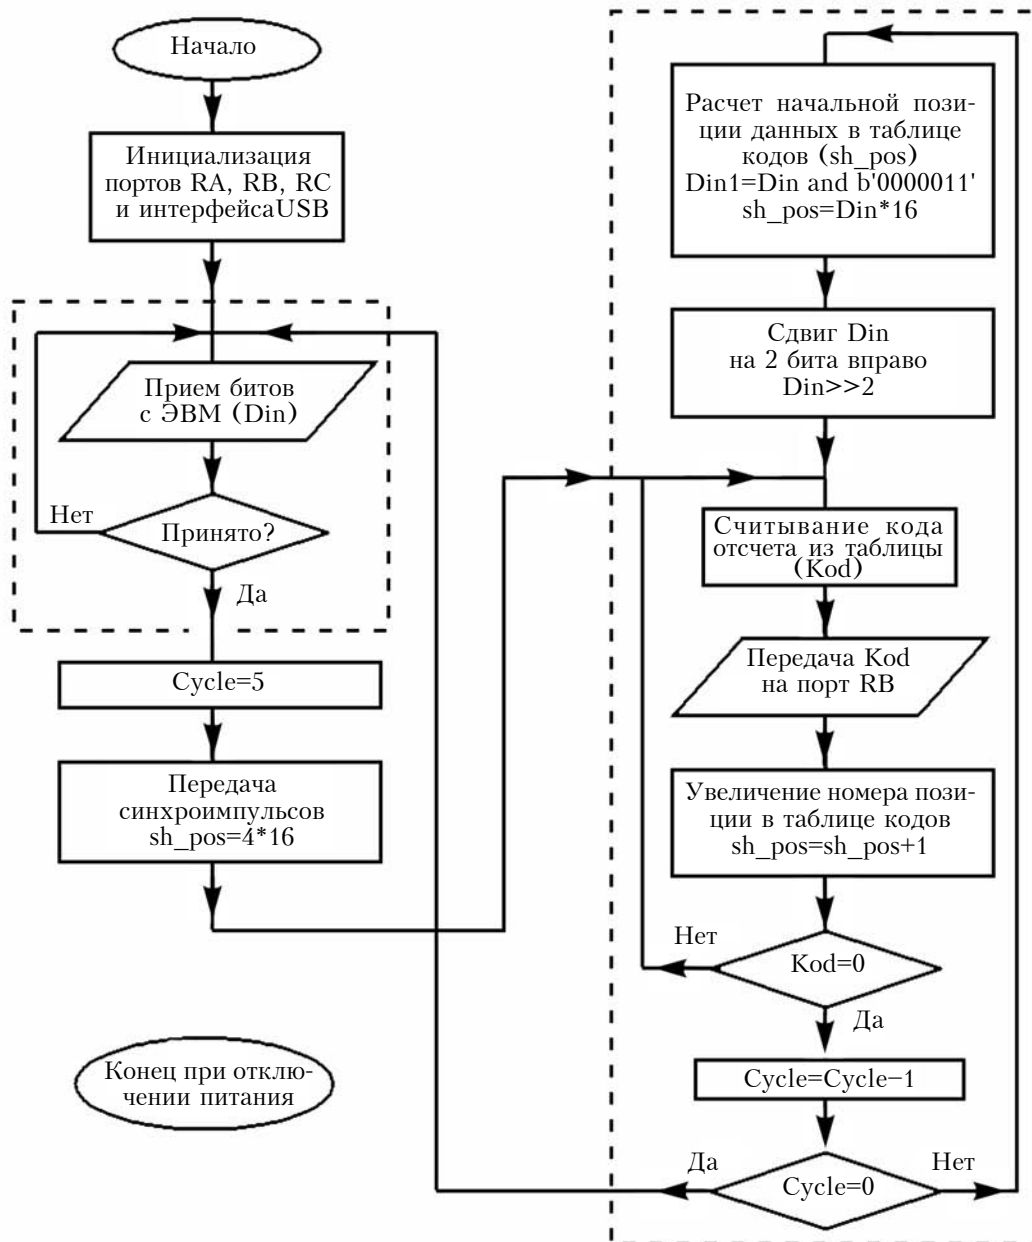 Начало
Инициализация
портов RA, RB, RC
и интерфейсаUSB
Прием битов
с ЭВМ (Din)
Нет
Принято?
Да
Cycle=5
Передача
синхроимпульсов
sh_pos=4*16
Конец при отклю-
чении питания
Расчет начальной пози-
ции данных в таблице
кодов (sh_pos)
Din1=Din and b'0000011'
sh_pos=Din*16
Сдвиг Din
на 2 бита вправо
Din>>2
Считывание кода
отсчета из таблицы
(Kod)
Передача Kod
на порт RB
Увеличение номера пози-
ции в таблице кодов
sh_pos=sh_pos+1
Нет
Kod=0
Да
Cycle=Cycle−1
Да
Cycle=0
Нет